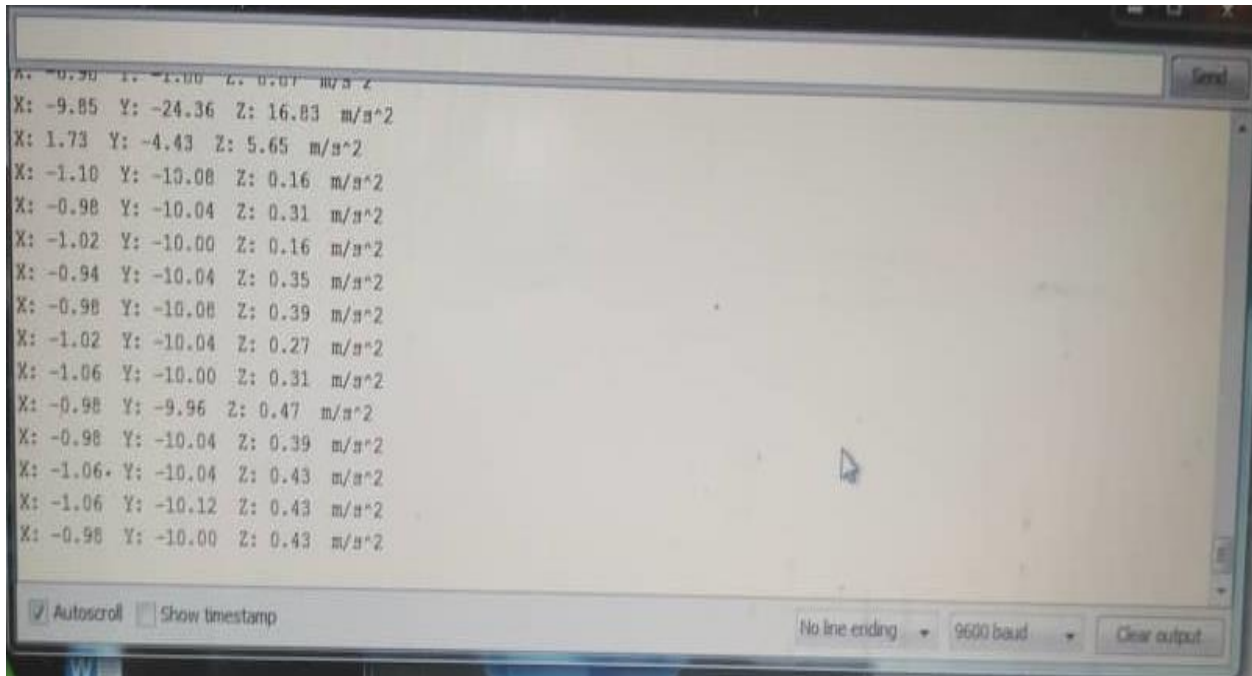 Send
X: -9.85 Y: -24.36 Z: 16.83 m/s^2
X: 1.73 Y: -4.43 Z: 5.65 m/s^2
X: -1.10 Y: -10.08 Z: 0.16 m/s^2
X: -0.98 Y: -10.04 Z: 0.31 m/s^2
X: -1.02 Y: -10.00 Z: 0.16 m/s^2
X: -0.94 Y: -10.04 Z: 0.35 m/s^2
X: -0.98 Y: -10.08 Z: 0.39 m/s^2
X: -1.02 Y: -10.04 Z: 0.27 m/s^2
X: -1.06 Y: -10.00 Z: 0.31 m/s^2
X: -0.98 Y: -9.96 Z: 0.47 m/s^2
X: -0.98 Y: -10.04 Z: 0.39 m/s^2
X: -1.06 Y: -10.04 Z: 0.43 m/s^2
X: -1.06 Y: -10.12 Z: 0.43 m/s^2
X: -0.98 Y: -10.00 Z: 0.43 m/s^2
Autoscroll Show timestamp No line ending 9600 baud Clear output
W